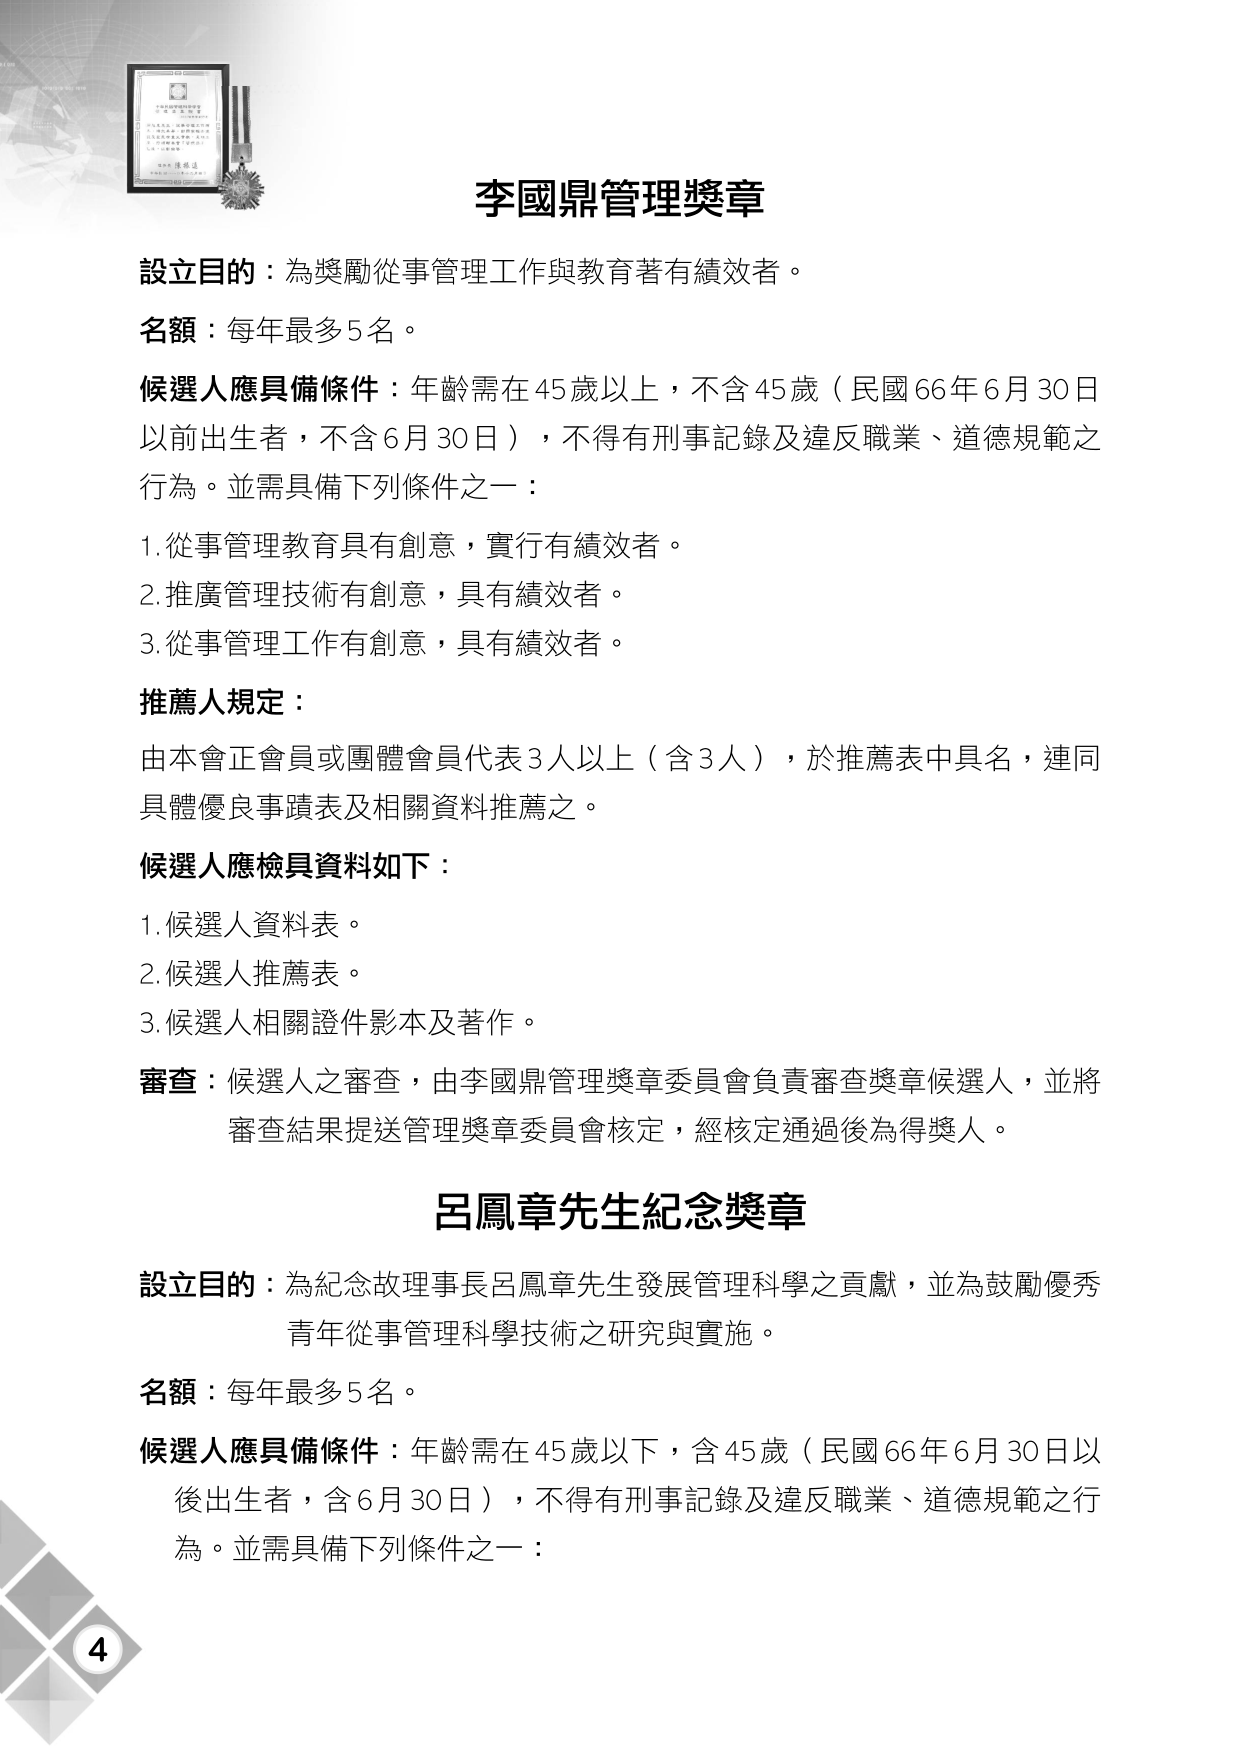 李國鼎管理獎章
設立目的：為獎勵從事管理工作與教育著有績效者。
名額：每年最多5名。
候選人應具備條件：年齡需在45歲以上，不含45歲（民國66年6月30日
以前出生者，不含6月30日），不得有刑事記錄及違反職業、道德規範之
行為。並需具備下列條件之一：
1.從事管理教育具有創意，實行有績效者。
2.推廣管理技術有創意，具有績效者。
3.從事管理工作有創意，具有績效者。
推薦人規定：
由本會正會員或團體會員代表3人以上（含3人），於推薦表中具名，連同
具體優良事蹟表及相關資料推薦之。
候選人應檢具資料如下：
1.候選人資料表。
2.候選人推薦表。
3.候選人相關證件影本及著作。
審查：候選人之審查，由李國鼎管理獎章委員會負責審查獎章候選人，並將
審查結果提送管理獎章委員會核定，經核定通過後為得獎人。
呂鳳章先生紀念獎章
設立目的：為紀念故理事長呂鳳章先生發展管理科學之貢獻，並為鼓勵優秀
青年從事管理科學技術之研究與實施。
名額：每年最多5名。
候選人應具備條件：年齡需在45歲以下，含45歲（民國66年6月30日以
後出生者，含6月30日），不得有刑事記錄及違反職業、道德規範之行
為。並需具備下列條件之一：
4